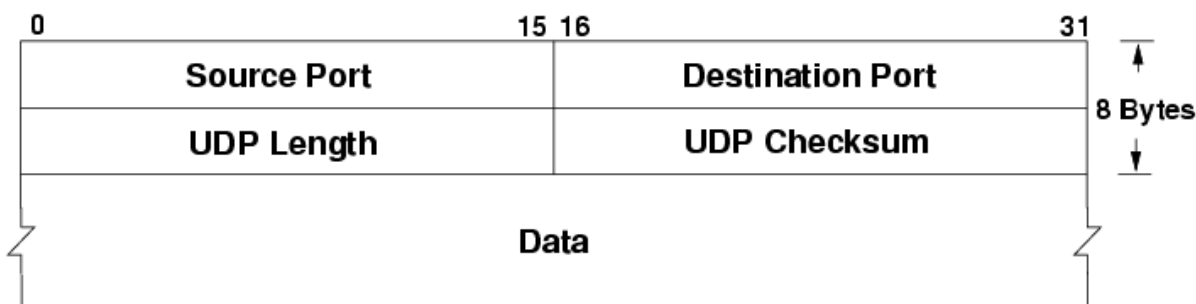 0 15 16 31
Source Port Destination Port
8 Bytes
UDP Length UDP Checksum
Data